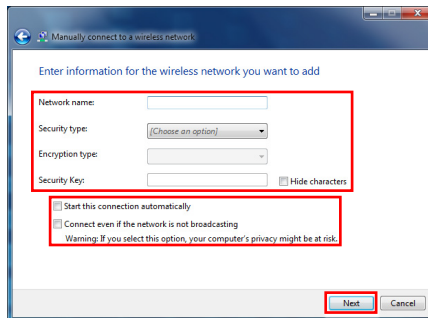 Manually connect to a wireless network
Enter information for the wireless network you want to add
Network name:
Security type: [Choose an option]
Encryption type:
Security Key: Hide characters
Start this connection automatically
Connect even if the network is not broadcasting
Warning: If you select this option, your computer's privacy might be at risk.
Next Cancel